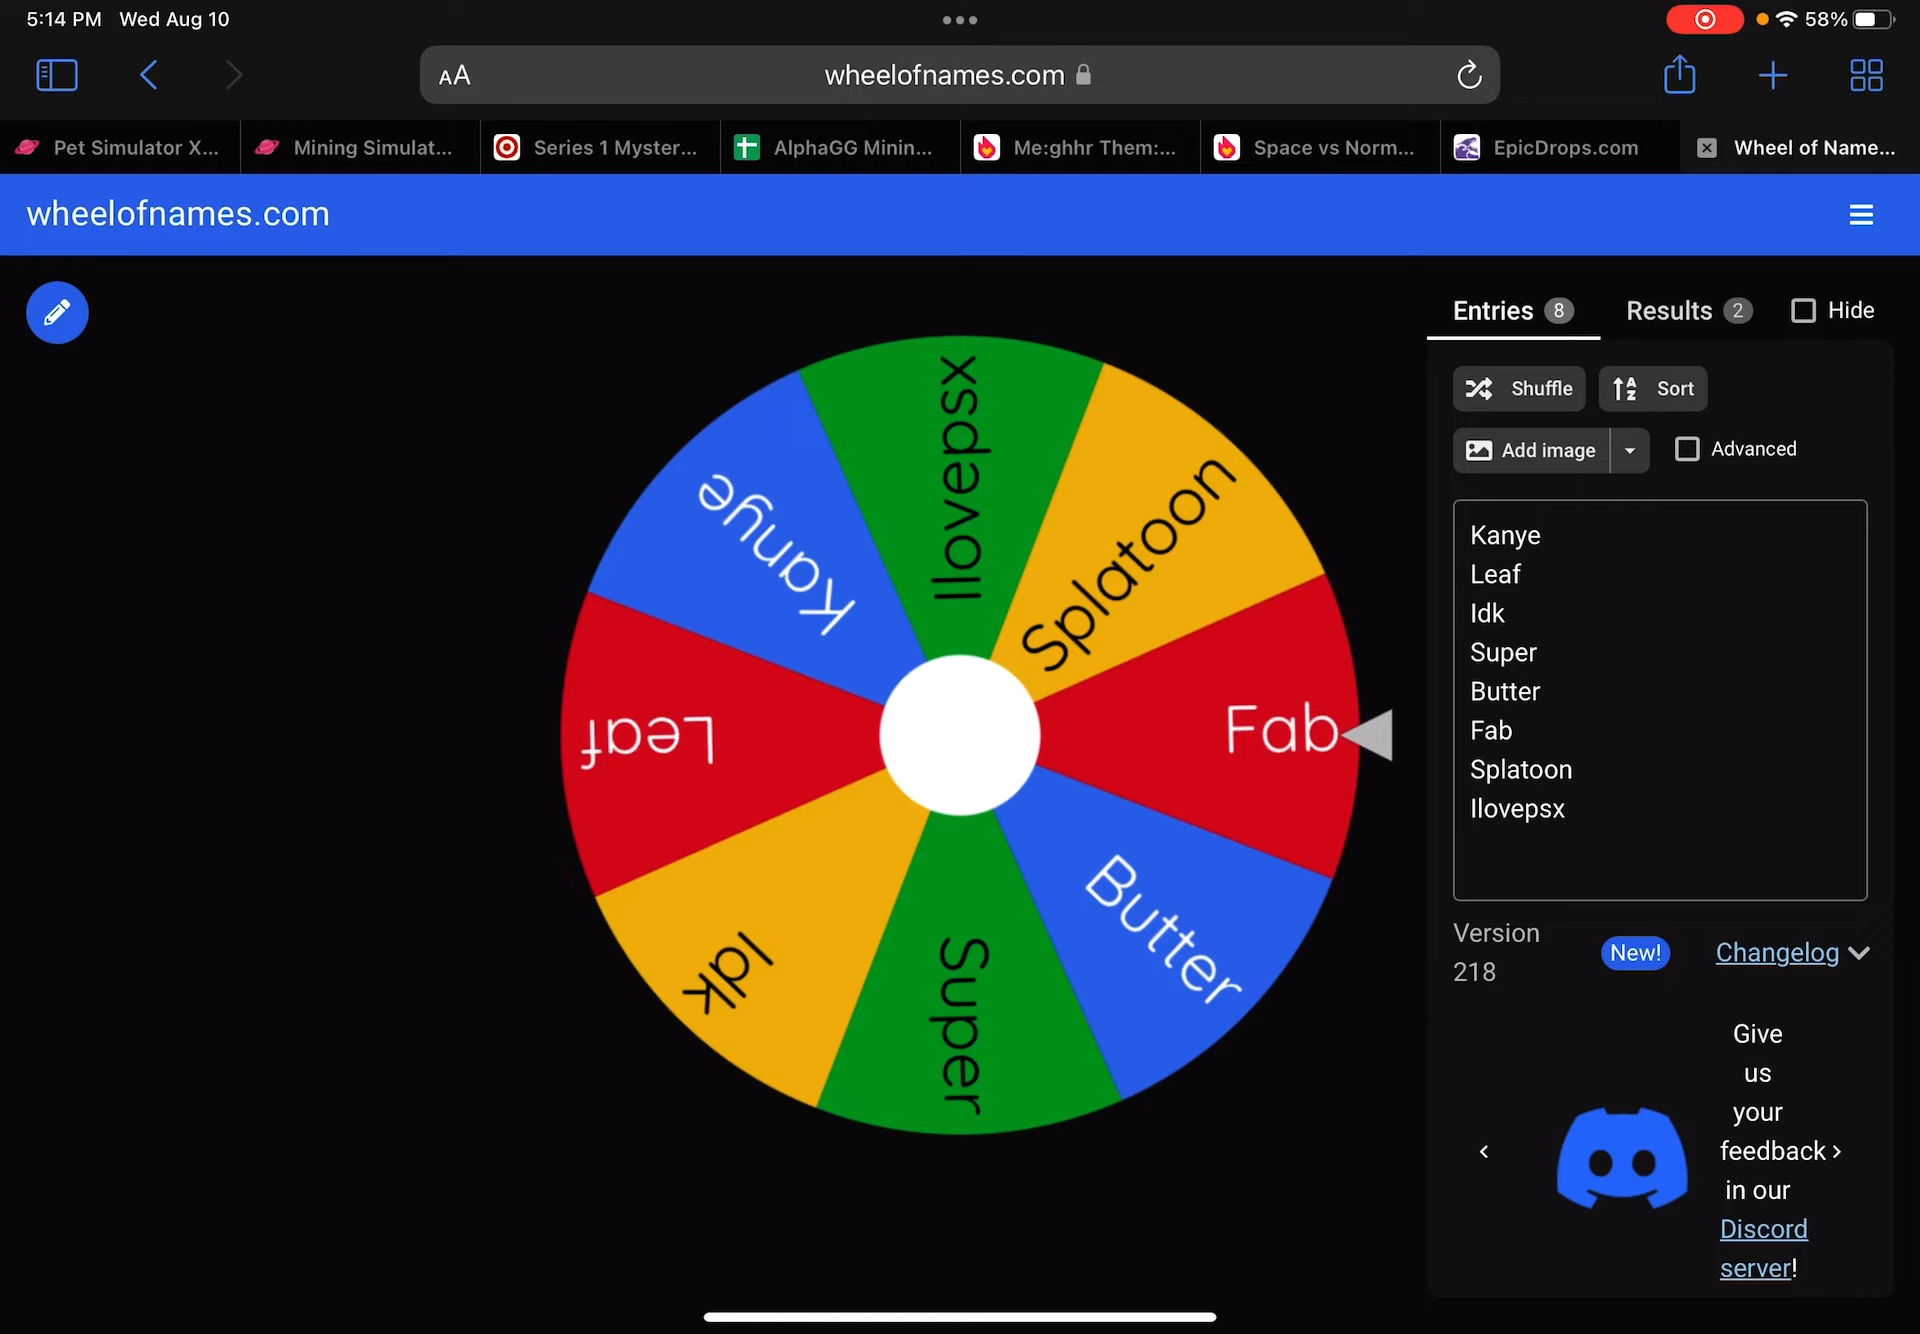 5:14 PM Wed Aug 10
58%
AA
wheelofnames.com
Pet Simulator X...
Mining Simulat...
Series 1 Myster...
AlphaGG Minin...
Me:ghhr Them:...
Space vs Norm...
EpicDrops.com
Wheel of Name...
wheelofnames.com
Ilovepsx
Splatoon
Fab
Butter
Super
Idk
Leaf
Kanye
Entries 8
Results 2
Hide
Shuffle
Sort
Add image
Advanced
Kanye
Leaf
Idk
Super
Butter
Fab
Splatoon
Ilovepsx
Version
218
New!
Changelog
Give
us
your
feedback
in our
Discord
server!